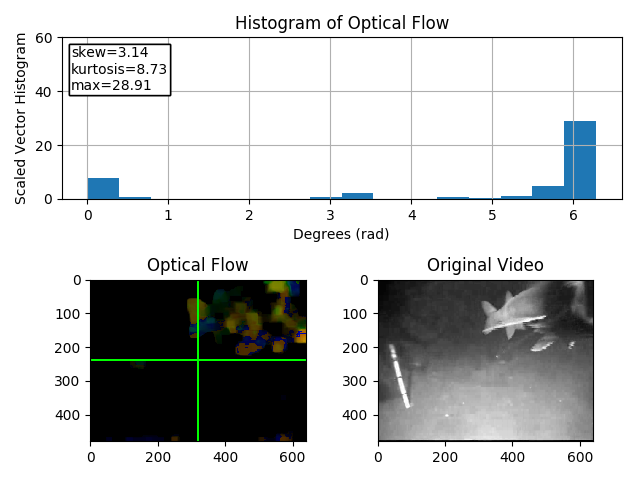 Histogram of Optical Flow
Scaled Vector Histogram
60
40
20
0
skew=3.14
kurtosis=8.73
max=28.91
0 1 2 3 4 5 6
Degrees (rad)
Optical Flow
0
100
200
300
400
0 200 400 600
Original Video
0
100
200
300
400
0 200 400 600